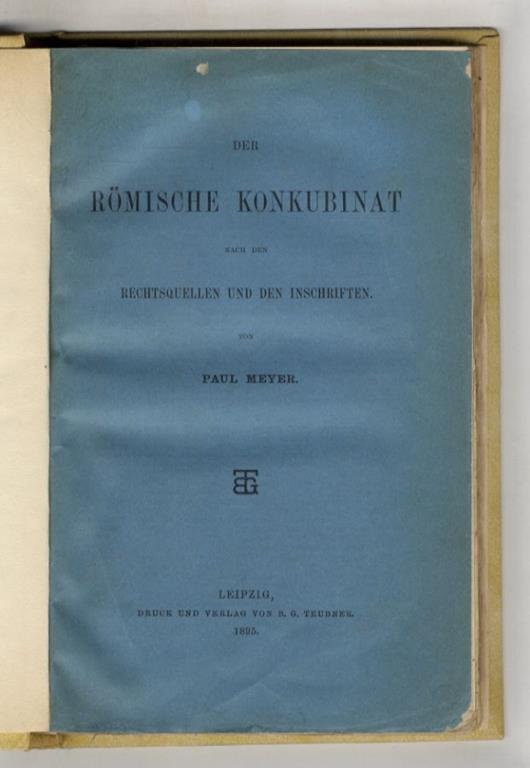 DER
RÖMISCHE KONKUBINAT
NACH DEN
RECHTSQUELLEN UND DEN INSCHRIFTEN.
VON
PAUL MEYER.
BTG
LEIPZIG,
DRUCK UND VERLAG VON B. G. TEUBNER.
1895.